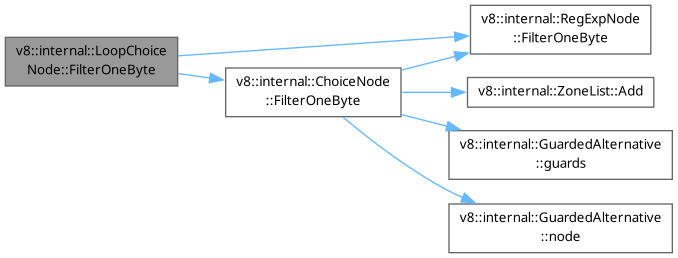 v8::internal::LoopChoice
Node::FilterOneByte
v8::internal::ChoiceNode
::FilterOneByte
v8::internal::RegExpNode
::FilterOneByte
v8::internal::ZoneList::Add
v8::internal::GuardedAlternative
::guards
v8::internal::GuardedAlternative
::node